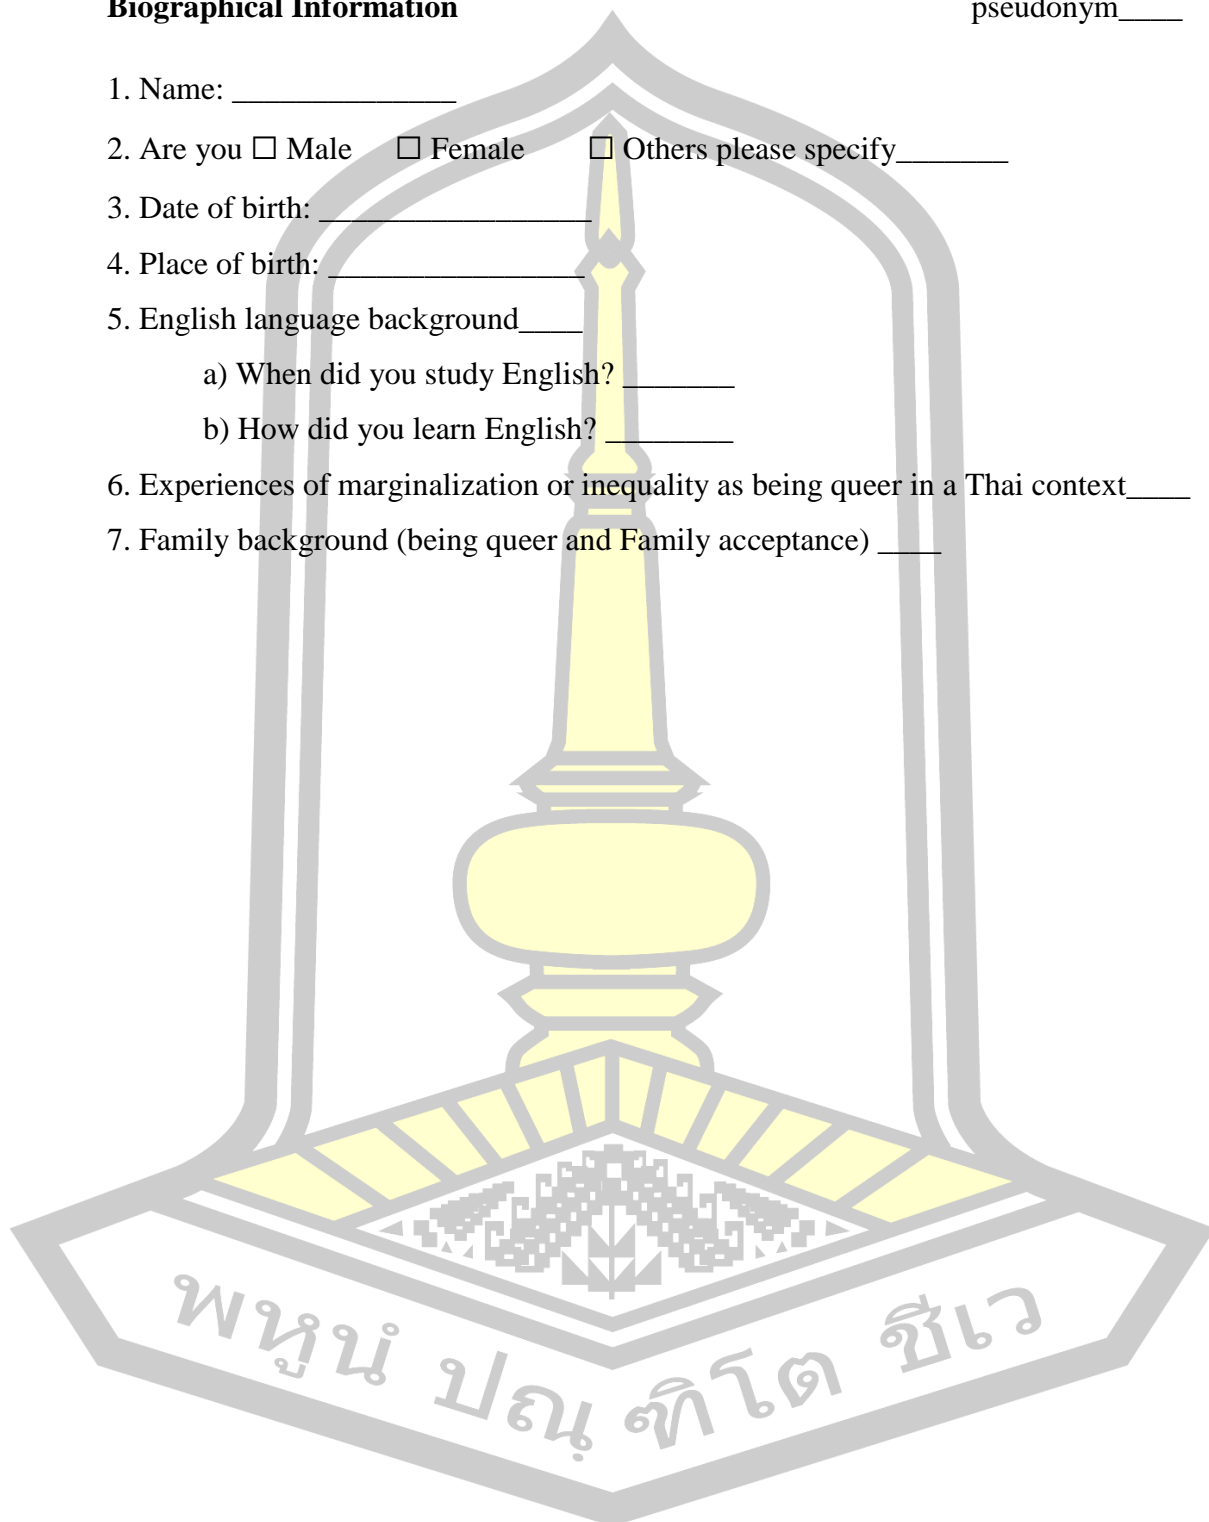 Biographical Information pseudonym____
1. Name: ______________
2. Are you ☐ Male ☐ Female ☐ Others please specify_______
3. Date of birth: _________________
4. Place of birth: ________________
5. English language background____
a) When did you study English? _______
b) How did you learn English? ________
6. Experiences of marginalization or inequality as being queer in a Thai context____
7. Family background (being queer and Family acceptance) ____
พหูนํ ปณฺฑิโต ชีเว